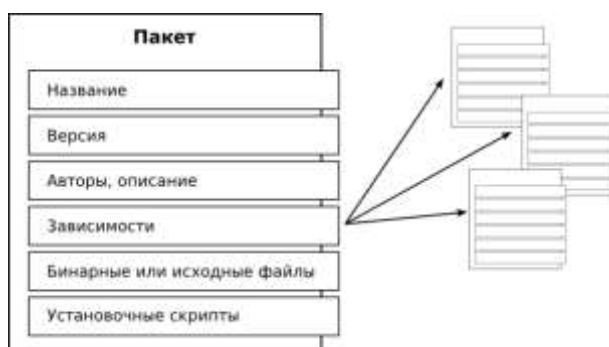 Пакет
Название
Версия
Авторы, описание
Зависимости
Бинарные или исходные файлы
Установочные скрипты